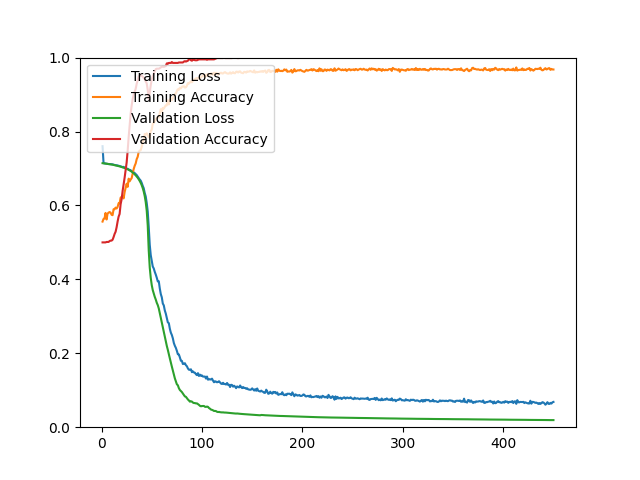 1.0
0.8
0.6
0.4
0.2
0.0
0 100 200 300 400
Training Loss
Training Accuracy
Validation Loss
Validation Accuracy